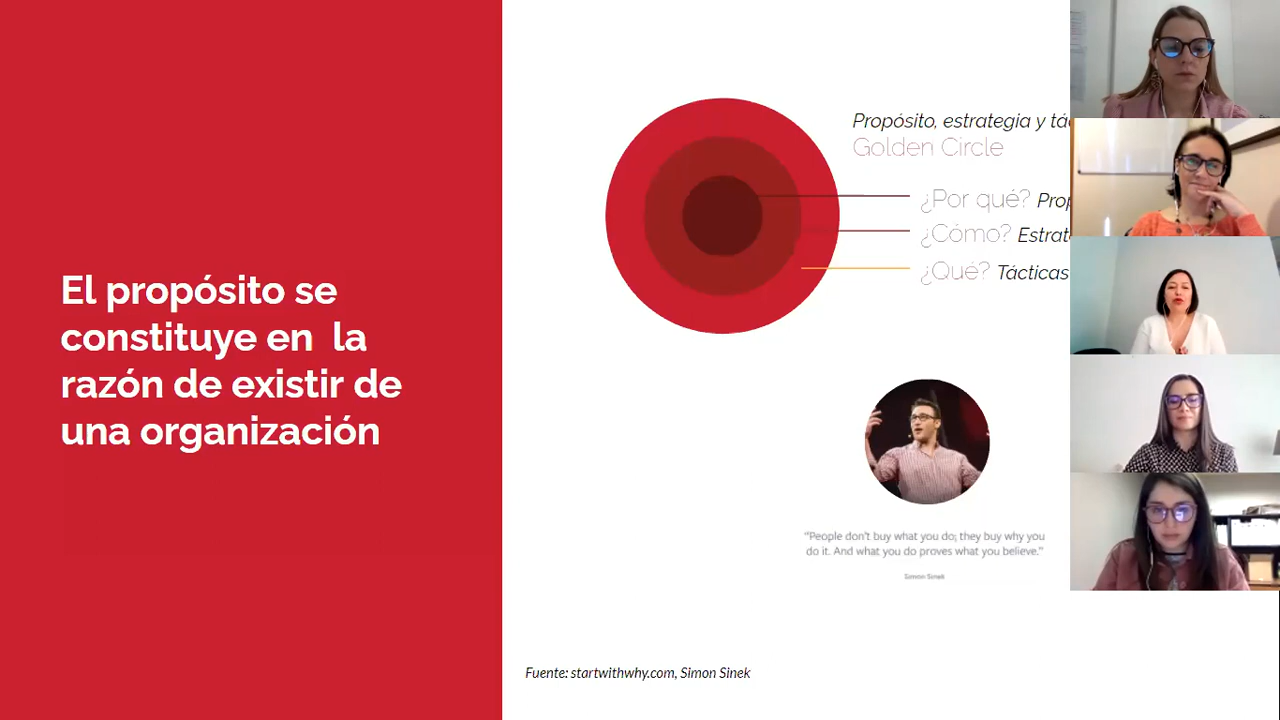 El propósito se
constituye en la
razón de existir de
una organización
Propósito, estrategia y
Golden Circle
¿Por qué?
¿Cómo?
¿Qué? Tácticas
"People don't buy what you do; they buy why you
do it. And what you do proves what you believe."
Simon Sinek
Fuente: startwithwhy.com, Simon Sinek